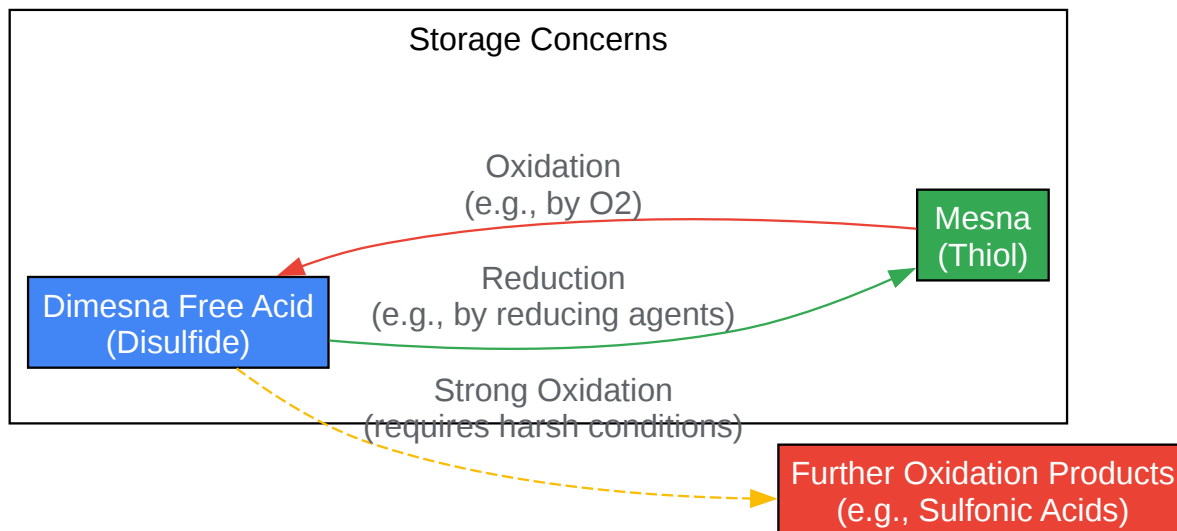 Storage Concerns
Oxidation
(e.g., by O2)
Mesna
(Thiol)
Reduction
(e.g., by reducing agents)
Dimesna Free Acid
(Disulfide)
Strong Oxidation
(requires harsh conditions)
Further Oxidation Products
(e.g., Sulfonic Acids)